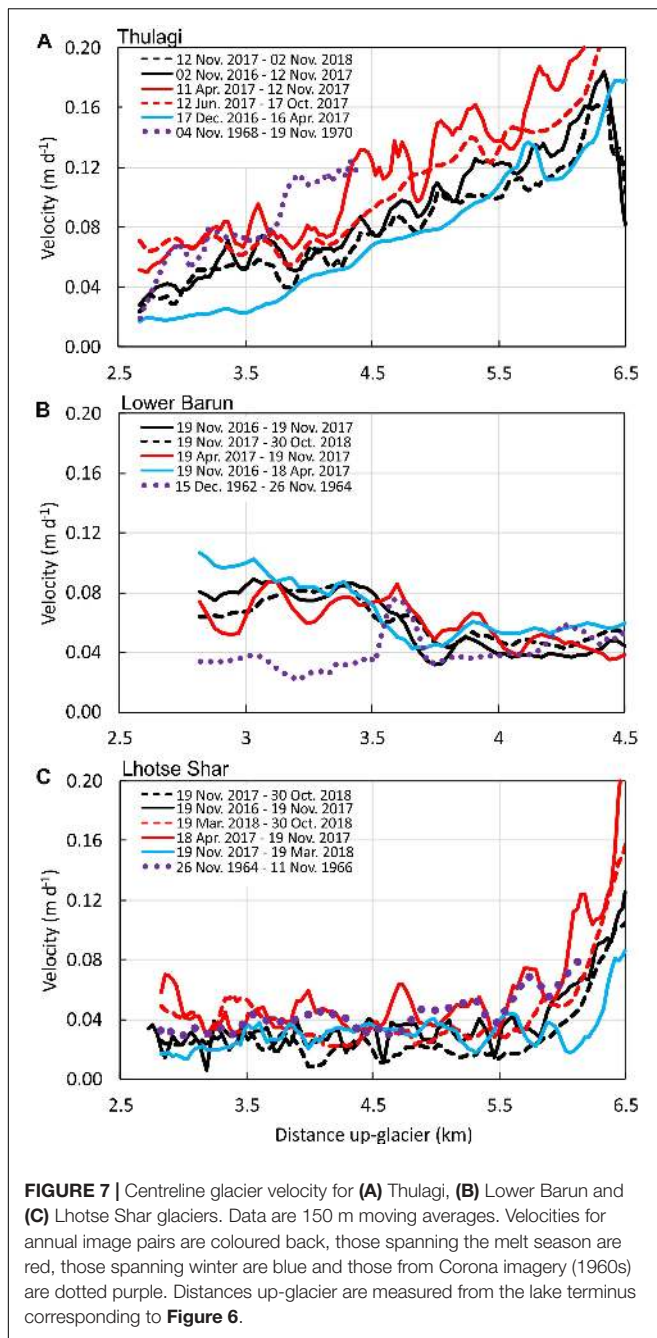 A Thulagi
0.20
12 Nov. 2017 - 02 Nov. 2018
02 Nov. 2016 - 12 Nov. 2017
0.16
11 Apr. 2017 - 12 Nov. 2017
12 Jun. 2017 - 17 Oct. 2017
17 Dec. 2016 - 16 Apr. 2017
0.12
04 Nov. 1968 - 19 Nov. 1970
Velocity (m d-1)
0.08
0.04
0.00
2.5 3.5 4.5 5.5 6.5
B Lower Barun
0.20
19 Nov. 2016 - 19 Nov. 2017
19 Nov. 2017 - 30 Oct. 2018
0.16
19 Apr. 2017 - 19 Nov. 2017
19 Nov. 2016 - 18 Apr. 2017
15 Dec. 1962 - 26 Nov. 1964
0.12
Velocity (m d-1)
0.08
0.04
0.00
2.5 3 3.5 4 4.5
C Lhotse Shar
0.20
19 Nov. 2017 - 30 Oct. 2018
19 Nov. 2016 - 19 Nov. 2017
0.16
19 Mar. 2018 - 30 Oct. 2018
18 Apr. 2017 - 19 Nov. 2017
19 Nov. 2017 - 19 Mar. 2018
0.12
26 Nov. 1964 - 11 Nov. 1966
Velocity (m d-1)
0.08
0.04
0.00
2.5 3.5 4.5 5.5 6.5
Distance up-glacier (km)
FIGURE 7 | Centreline glacier velocity for (A) Thulagi, (B) Lower Barun and
(C) Lhotse Shar glaciers. Data are 150 m moving averages. Velocities for
annual image pairs are coloured back, those spanning the melt season are
red, those spanning winter are blue and those from Corona imagery (1960s)
are dotted purple. Distances up-glacier are measured from the lake terminus
corresponding to Figure 6.